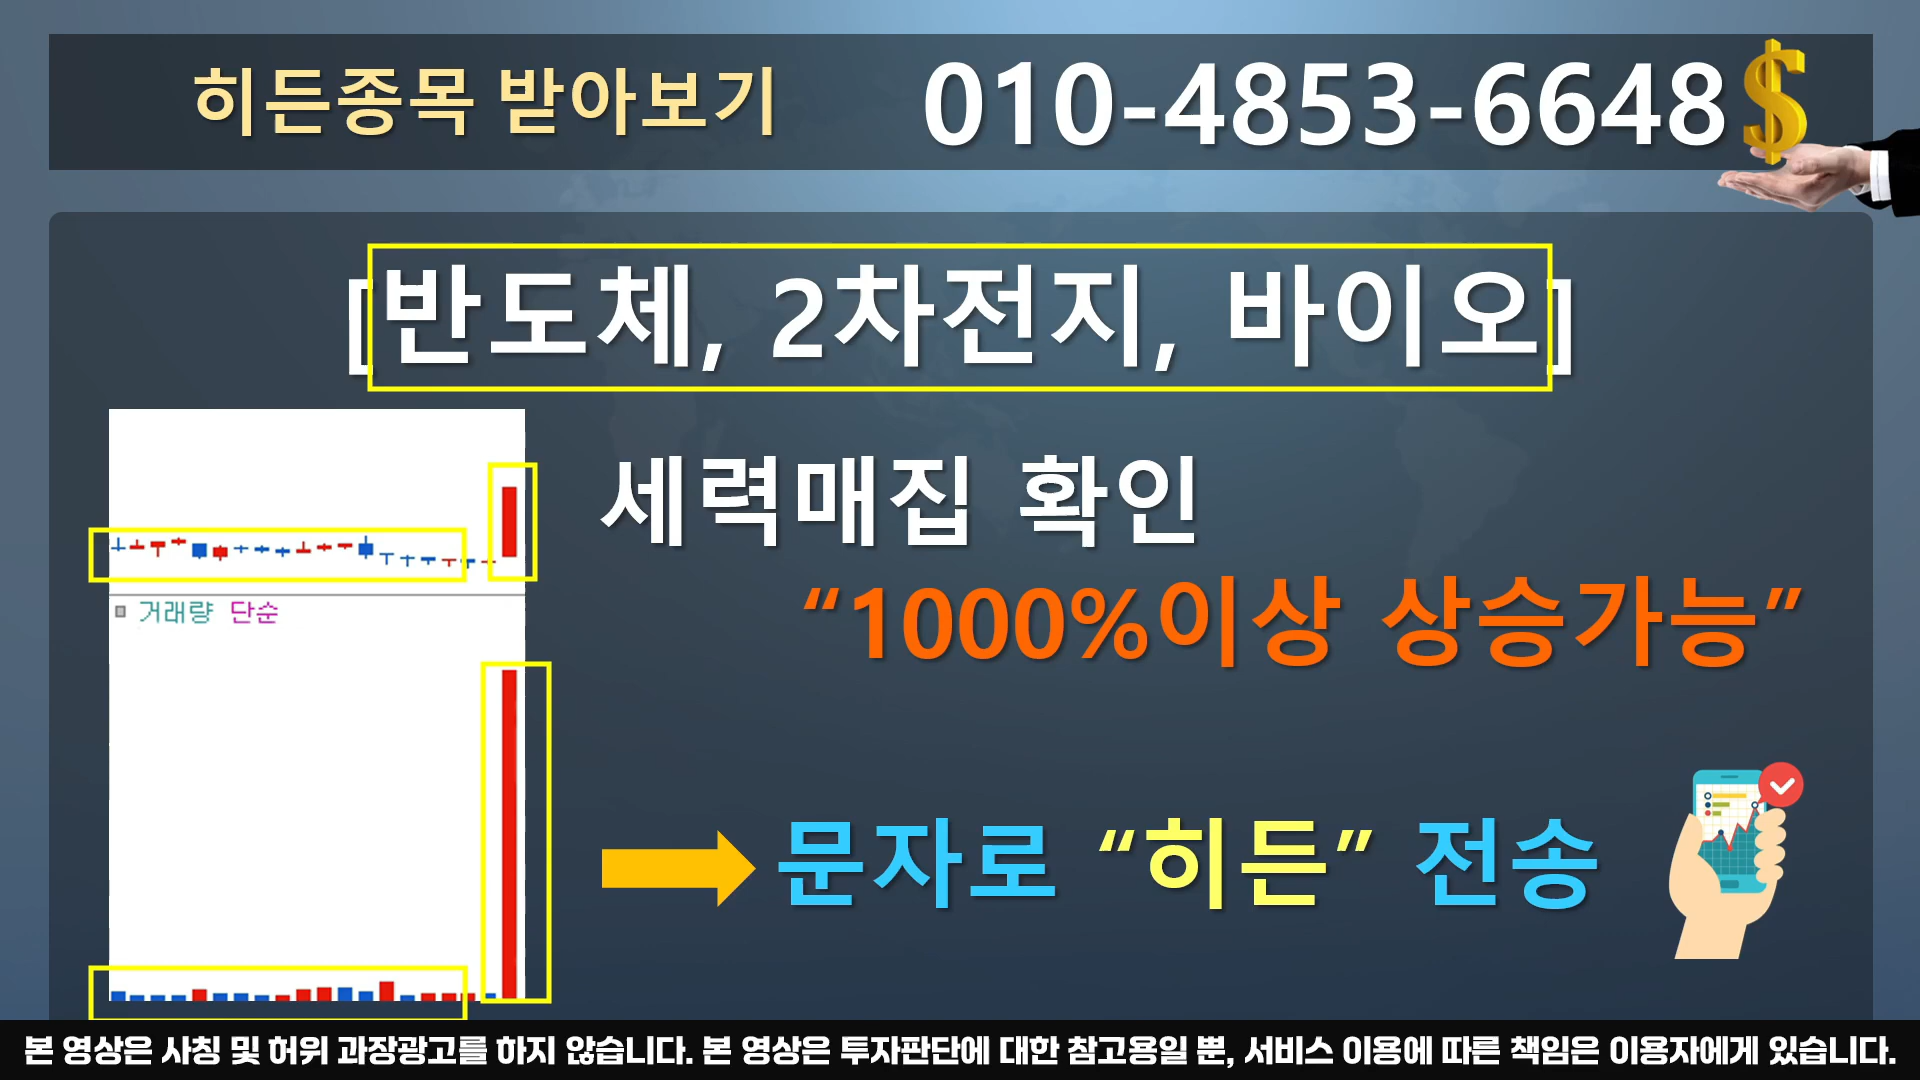 히든종목 받아보기 010-4853-6648
[반도체, 2차전지, 바이오]
세력매집 확인
“1000%이상 상승가능”
거래량 단순
문자로 “히든” 전송
본 영상은 사칭 및 허위 과장광고를 하지 않습니다. 본 영상은 투자판단에 대한 참고용일 뿐, 서비스 이용에 따른 책임은 이용자에게 있습니다.